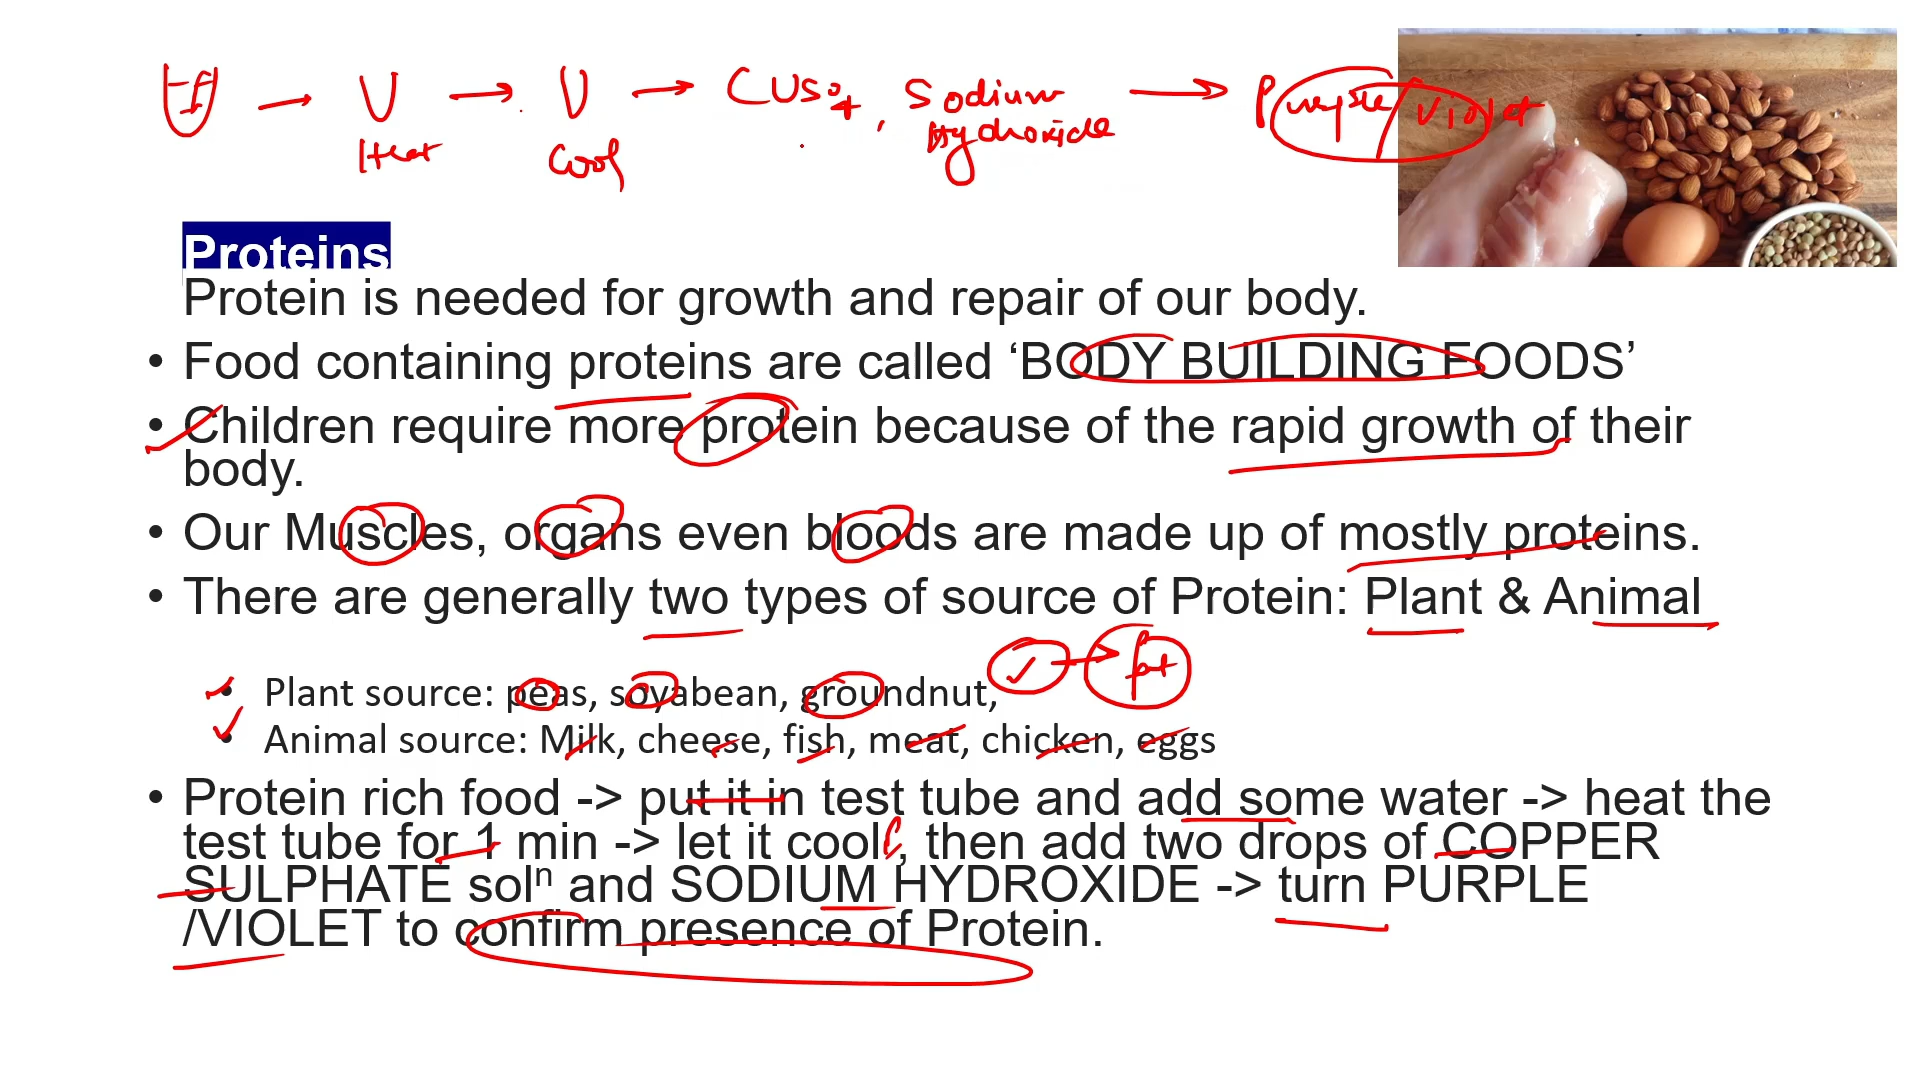 CUSO4, Sodium Hydroxide Purple/Violet
Heat
Cool
Proteins
Protein is needed for growth and repair of our body.
• Food containing proteins are called ‘BODY BUILDING FOODS’
• Children require more protein because of the rapid growth of their
body.
• Our Muscles, organs even bloods are made up of mostly proteins.
• There are generally two types of source of Protein: Plant & Animal
fat
• Plant source: peas, soyabean, groundnut,
• Animal source: Milk, cheese, fish, meat, chicken, eggs
• Protein rich food -> put it in test tube and add some water -> heat the
test tube for 1 min -> let it cool, then add two drops of COPPER
SULPHATE solⁿ and SODIUM HYDROXIDE -> turn PURPLE
/VIOLET to confirm presence of Protein.